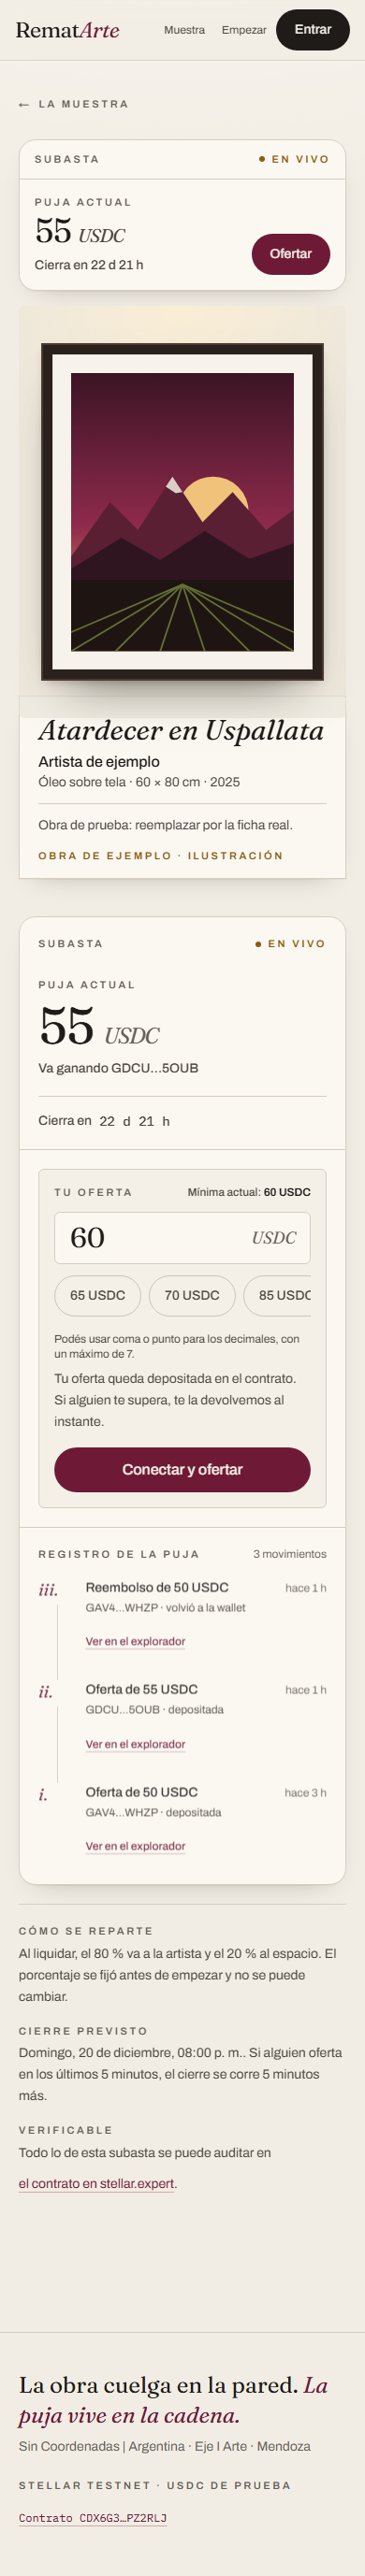 RematArte
Muestra
Empezar
Entrar
← LA MUESTRA
SUBASTA
EN VIVO
PUJA ACTUAL
55 USDC
Cierra en 22 d 21 h
Ofertar
Atardecer en Uspallata
Artista de ejemplo
Óleo sobre tela · 60 × 80 cm · 2025
Obra de prueba: reemplazar por la ficha real.
OBRA DE EJEMPLO · ILUSTRACIÓN
SUBASTA
EN VIVO
PUJA ACTUAL
55 USDC
Va ganando GDCU…5OUB
Cierra en 22 d 21 h
TU OFERTA
Mínima actual: 60 USDC
60
USDC
65 USDC
70 USDC
85 USDC
Podés usar coma o punto para los decimales, con
un máximo de 7.
Tu oferta queda depositada en el contrato.
Si alguien te supera, te la devolvemos al
instante.
Conectar y ofertar
REGISTRO DE LA PUJA
3 movimientos
iii.
Reembolso de 50 USDC
hace 1 h
GAV4…WHZP · volvió a la wallet
Ver en el explorador
ii.
Oferta de 55 USDC
hace 1 h
GDCU…5OUB · depositada
Ver en el explorador
i.
Oferta de 50 USDC
hace 3 h
GAV4…WHZP · depositada
Ver en el explorador
CÓMO SE REPARTE
Al liquidar, el 80 % va a la artista y el 20 % al espacio. El
porcentaje se fijó antes de empezar y no se puede
cambiar.
CIERRE PREVISTO
Domingo, 20 de diciembre, 08:00 p. m.. Si alguien oferta
en los últimos 5 minutos, el cierre se corre 5 minutos
más.
VERIFICABLE
Todo lo de esta subasta se puede auditar en
el contrato en stellar.expert.
La obra cuelga en la pared. La
puja vive en la cadena.
Sin Coordenadas | Argentina · Eje I Arte · Mendoza
STELLAR TESTNET · USDC DE PRUEBA
Contrato CDX6G3…PZ2RLJ